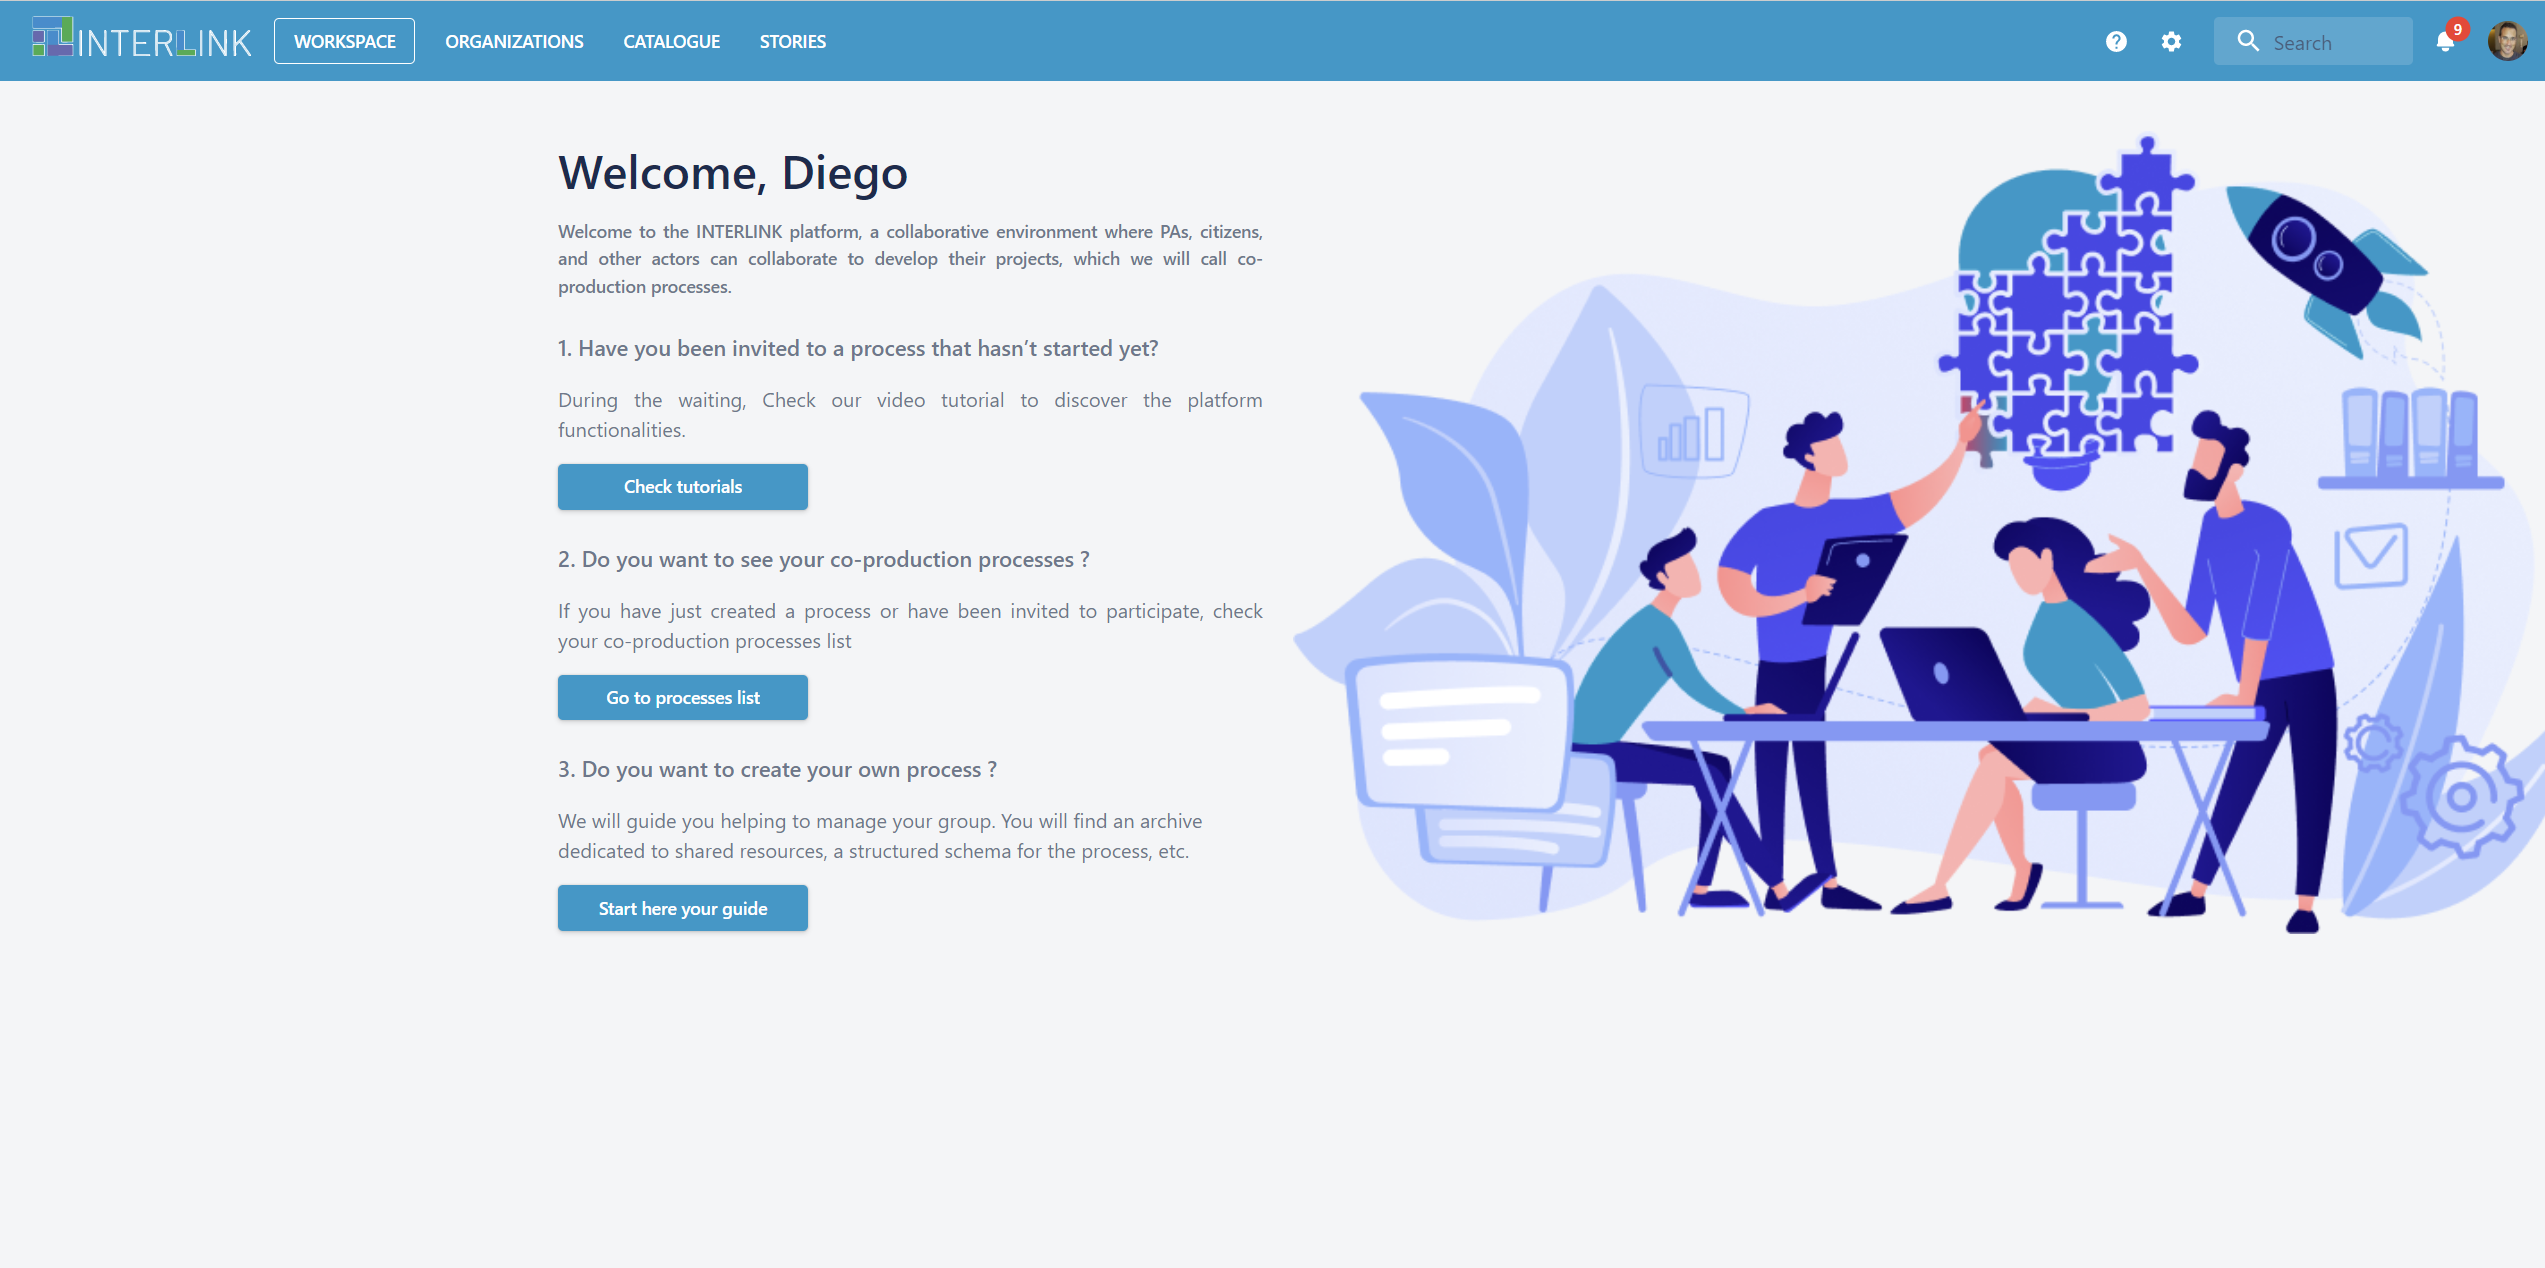 INTERLINK WORKSPACE ORGANIZATIONS CATALOGUE STORIES Search 9
Welcome, Diego
Welcome to the INTERLINK platform, a collaborative environment where PAs, citizens,
and other actors can collaborate to develop their projects, which we will call co-
production processes.
1. Have you been invited to a process that hasn’t started yet?
During the waiting, Check our video tutorial to discover the platform
functionalities.
Check tutorials
2. Do you want to see your co-production processes ?
If you have just created a process or have been invited to participate, check
your co-production processes list
Go to processes list
3. Do you want to create your own process ?
We will guide you helping to manage your group. You will find an archive
dedicated to shared resources, a structured schema for the process, etc.
Start here your guide